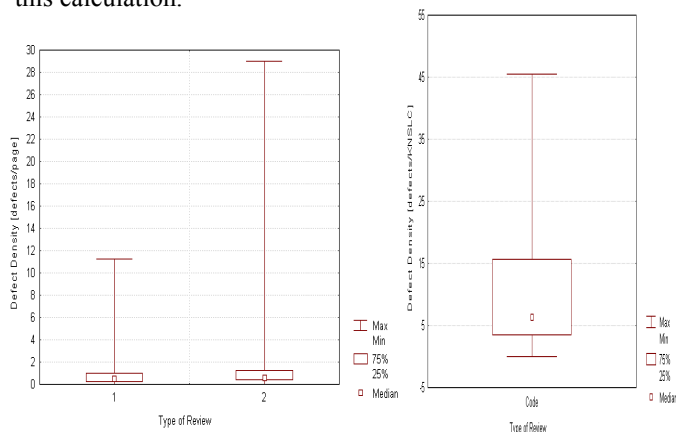 this calculation.
30
28
26
24
22
20
18
16
14
12
10
8
6
4
2
0
Defect Density [defects/page]
1 2
Type of Review
Max
Min
75%
25%
Median
55
45
35
25
15
5
-5
Defect Density [defects/KNSLC]
Code
Type of Review
Max
Min
75%
25%
Median